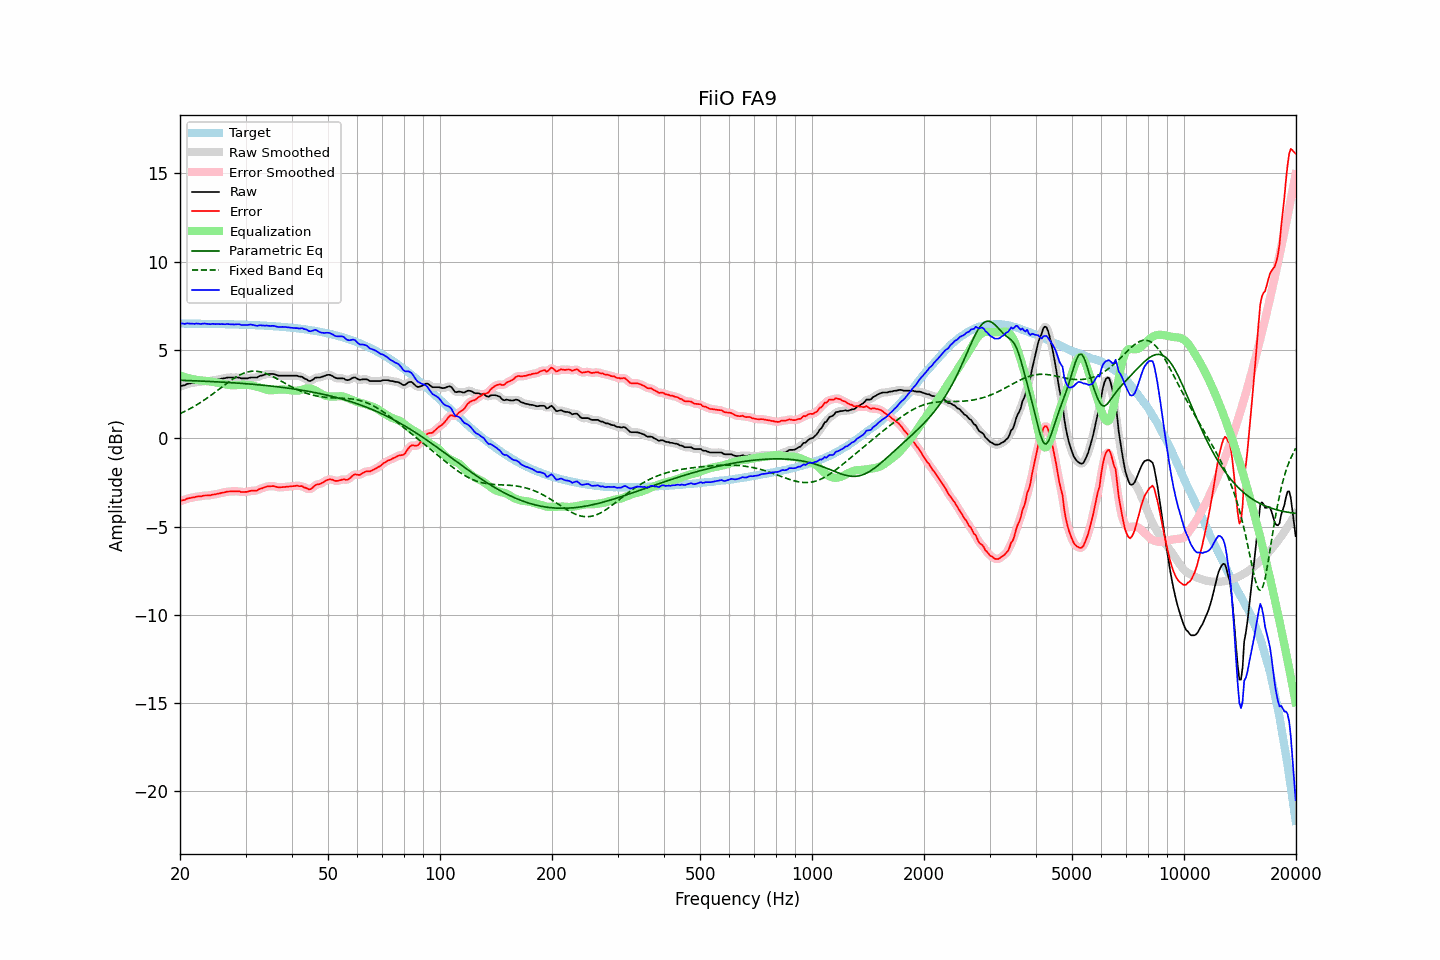 FiiO FA9
Target
Raw Smoothed
Error Smoothed
Raw
Error
Equalization
Parametric Eq
Fixed Band Eq
Equalized
Amplitude (dBr)
15
10
5
0
−5
−10
−15
−20
20 50 100 200 500 1000 2000 5000 10000 20000
Frequency (Hz)